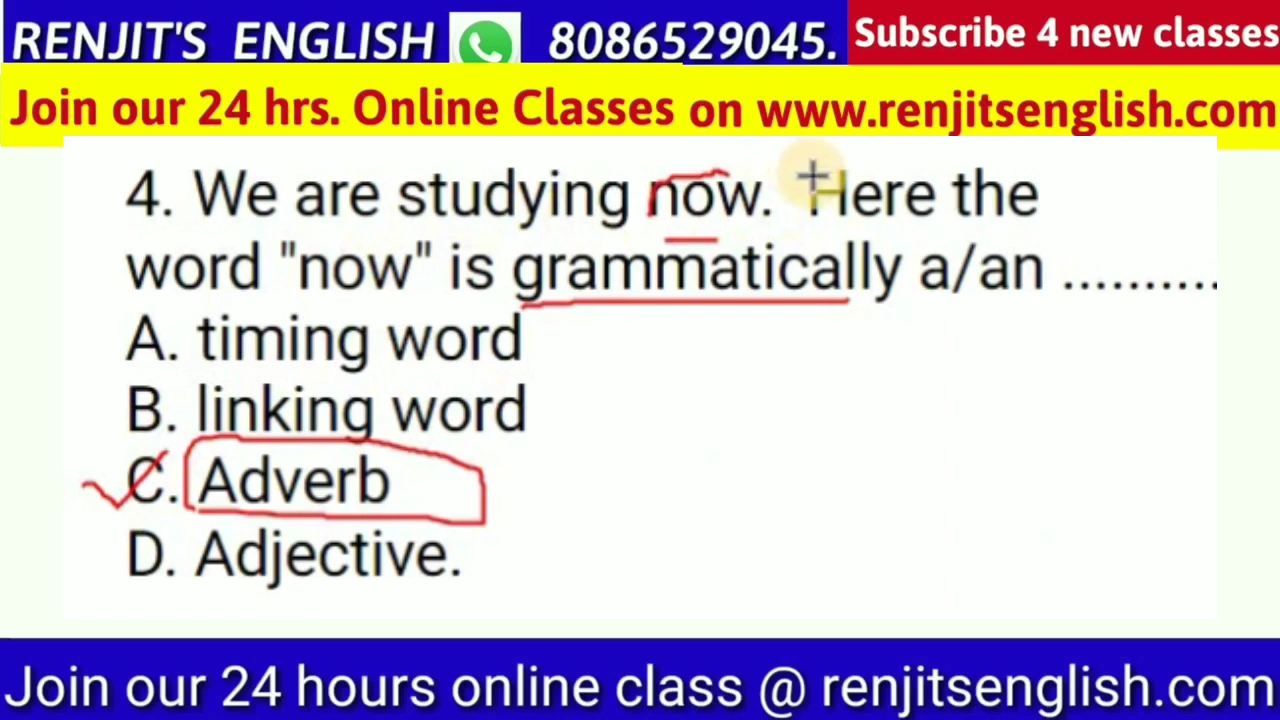 RENJIT'S ENGLISH 8086529045. Subscribe 4 new classes
Join our 24 hrs. Online Classes on www.renjitsenglish.com
4. We are studying now. Here the
word "now" is grammatically a/an ..........
A. timing word
B. linking word
C. Adverb
D. Adjective.
Join our 24 hours online class @ renjitsenglish.com